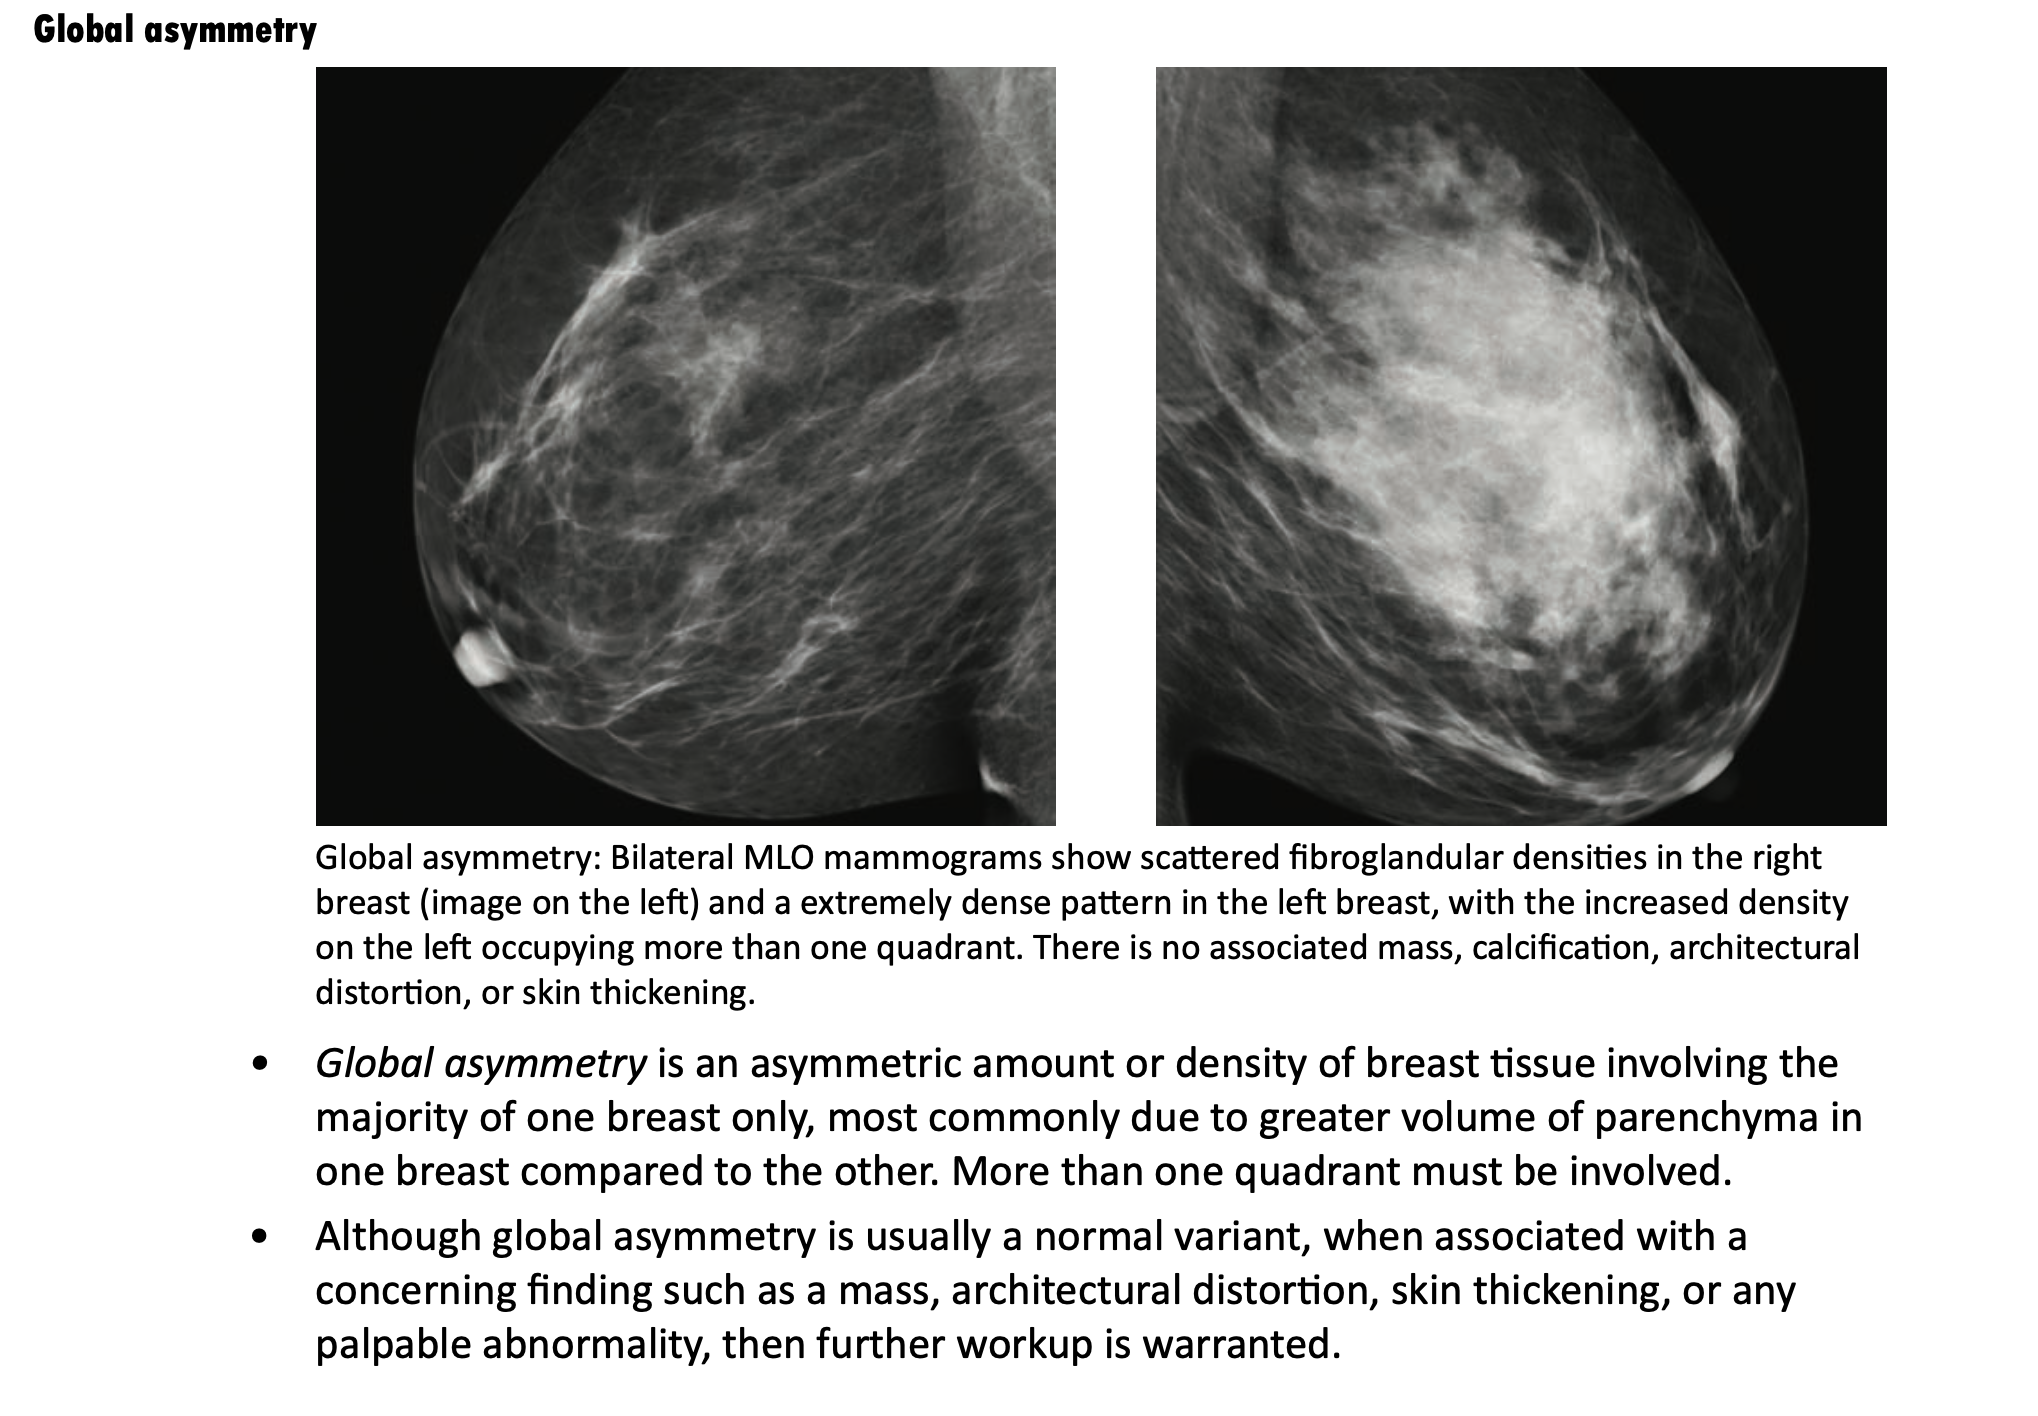 Global asymmetry
Global asymmetry: Bilateral MLO mammograms show scattered fibroglandular densities in the right
breast (image on the left) and a extremely dense pattern in the left breast, with the increased density
on the left occupying more than one quadrant. There is no associated mass, calcification, architectural
distortion, or skin thickening.
• Global asymmetry is an asymmetric amount or density of breast tissue involving the
majority of one breast only, most commonly due to greater volume of parenchyma in
one breast compared to the other. More than one quadrant must be involved.
• Although global asymmetry is usually a normal variant, when associated with a
concerning finding such as a mass, architectural distortion, skin thickening, or any
palpable abnormality, then further workup is warranted.